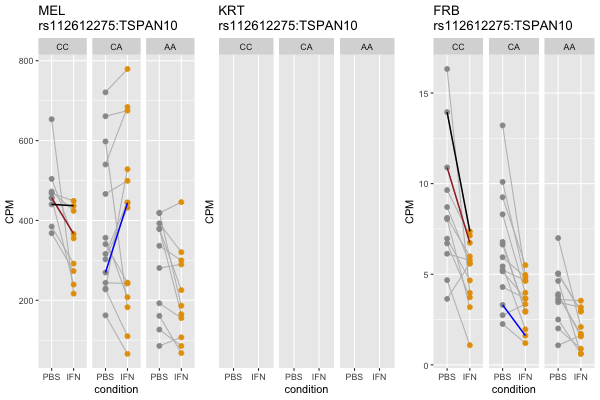 MEL
rs112612275:TSPAN10
CC CA AA
800
600
400
200
CPM
PBS IFN PBS IFN PBS IFN
condition
KRT
rs112612275:TSPAN10
CC CA AA
CPM
PBS IFN PBS IFN PBS IFN
condition
FRB
rs112612275:TSPAN10
CC CA AA
15
10
5
0
CPM
PBS IFN PBS IFN PBS IFN
condition